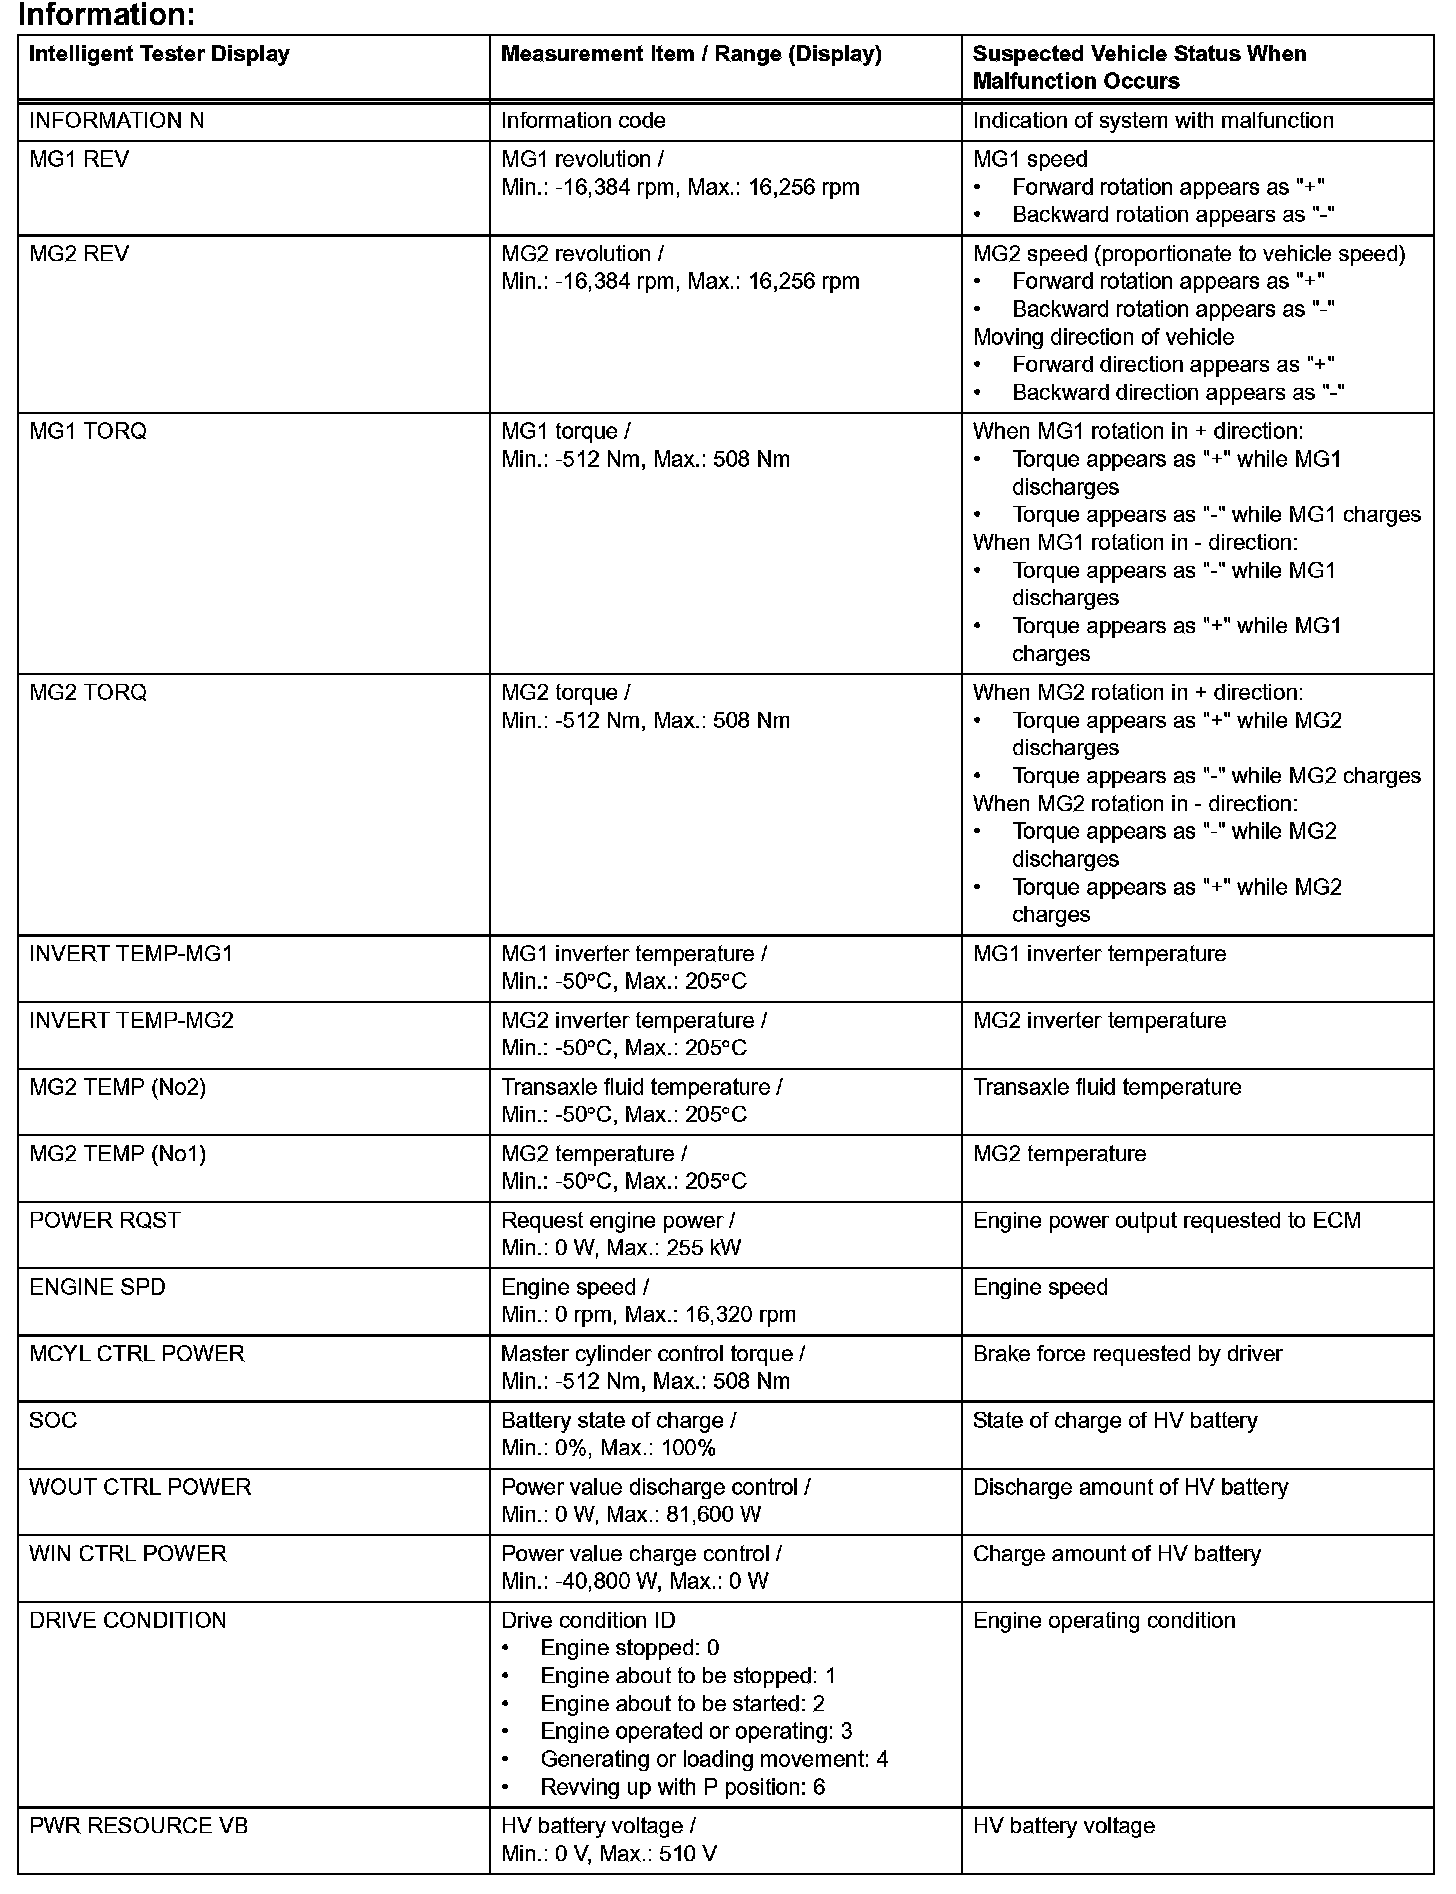 Information:
Intelligent Tester Display
Measurement Item / Range (Display)
Suspected Vehicle Status When
Malfunction Occurs
INFORMATION N
Information code
Indication of system with malfunction
MG1 REV
MG1 revolution /
Min.: -16,384 rpm, Max.: 16,256 rpm
MG1 speed
• Forward rotation appears as "+"
• Backward rotation appears as "-"
MG2 REV
MG2 revolution /
Min.: -16,384 rpm, Max.: 16,256 rpm
MG2 speed (proportionate to vehicle speed)
• Forward rotation appears as "+"
• Backward rotation appears as "-"
Moving direction of vehicle
• Forward direction appears as "+"
• Backward direction appears as "-"
MG1 TORQ
MG1 torque /
Min.: -512 Nm, Max.: 508 Nm
When MG1 rotation in + direction:
• Torque appears as "+" while MG1
discharges
• Torque appears as "-" while MG1 charges
When MG1 rotation in - direction:
• Torque appears as "-" while MG1
discharges
• Torque appears as "+" while MG1
charges
MG2 TORQ
MG2 torque /
Min.: -512 Nm, Max.: 508 Nm
When MG2 rotation in + direction:
• Torque appears as "+" while MG2
discharges
• Torque appears as "-" while MG2 charges
When MG2 rotation in - direction:
• Torque appears as "-" while MG2
discharges
• Torque appears as "+" while MG2
charges
INVERT TEMP-MG1
MG1 inverter temperature /
Min.: -50°C, Max.: 205°C
MG1 inverter temperature
INVERT TEMP-MG2
MG2 inverter temperature /
Min.: -50°C, Max.: 205°C
MG2 inverter temperature
MG2 TEMP (No2)
Transaxle fluid temperature /
Min.: -50°C, Max.: 205°C
Transaxle fluid temperature
MG2 TEMP (No1)
MG2 temperature /
Min.: -50°C, Max.: 205°C
MG2 temperature
POWER RQST
Request engine power /
Min.: 0 W, Max.: 255 kW
Engine power output requested to ECM
ENGINE SPD
Engine speed /
Min.: 0 rpm, Max.: 16,320 rpm
Engine speed
MCYL CTRL POWER
Master cylinder control torque /
Min.: -512 Nm, Max.: 508 Nm
Brake force requested by driver
SOC
Battery state of charge /
Min.: 0%, Max.: 100%
State of charge of HV battery
WOUT CTRL POWER
Power value discharge control /
Min.: 0 W, Max.: 81,600 W
Discharge amount of HV battery
WIN CTRL POWER
Power value charge control /
Min.: -40,800 W, Max.: 0 W
Charge amount of HV battery
DRIVE CONDITION
Drive condition ID
• Engine stopped: 0
• Engine about to be stopped: 1
• Engine about to be started: 2
• Engine operated or operating: 3
• Generating or loading movement: 4
• Revving up with P position: 6
Engine operating condition
PWR RESOURCE VB
HV battery voltage /
Min.: 0 V, Max.: 510 V
HV battery voltage